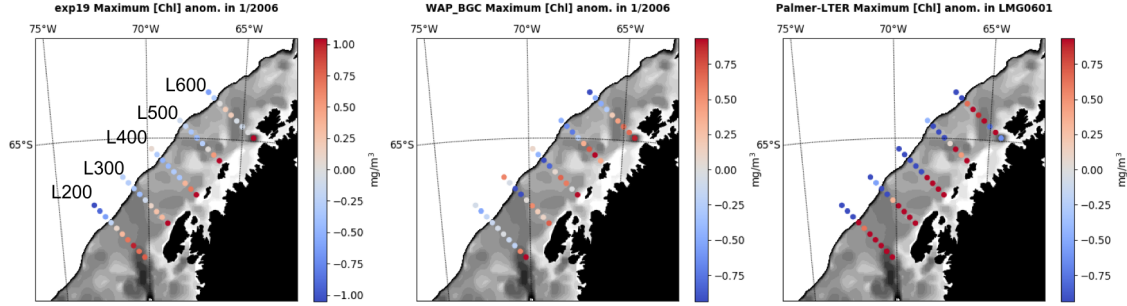 exp19 Maximum [Chl] anom. in 1/2006
75°W 70°W 65°W
L600
L500
L400
L300
L200
65°S
1.00
0.75
0.50
0.25
0.00
−0.25
−0.50
−0.75
−1.00
mg/m³
WAP_BGC Maximum [Chl] anom. in 1/2006
75°W 70°W 65°W
65°S
0.75
0.50
0.25
0.00
−0.25
−0.50
−0.75
mg/m³
Palmer-LTER Maximum [Chl] anom. in LMG0601
75°W 70°W 65°W
65°S
0.75
0.50
0.25
0.00
−0.25
−0.50
−0.75
mg/m³